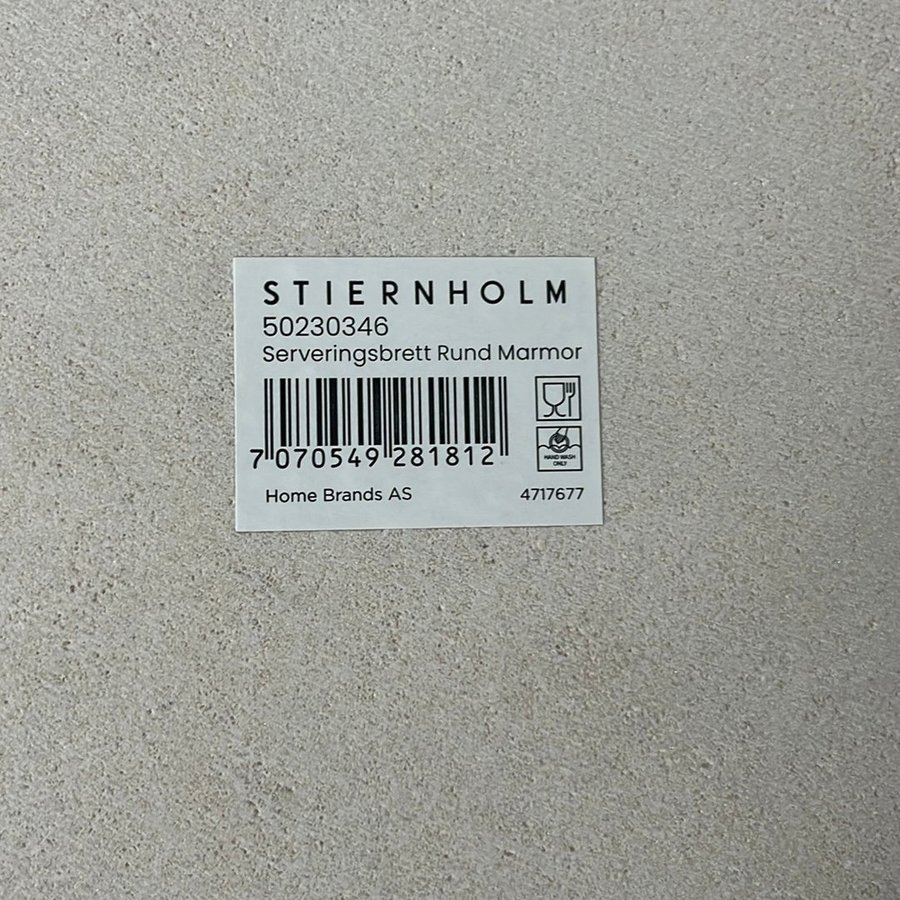 STIERNHOLM
50230346
Serveringsbrett Rund Marmor
7 070549 281812
HAND WASH
ONLY
Home Brands AS 4717677